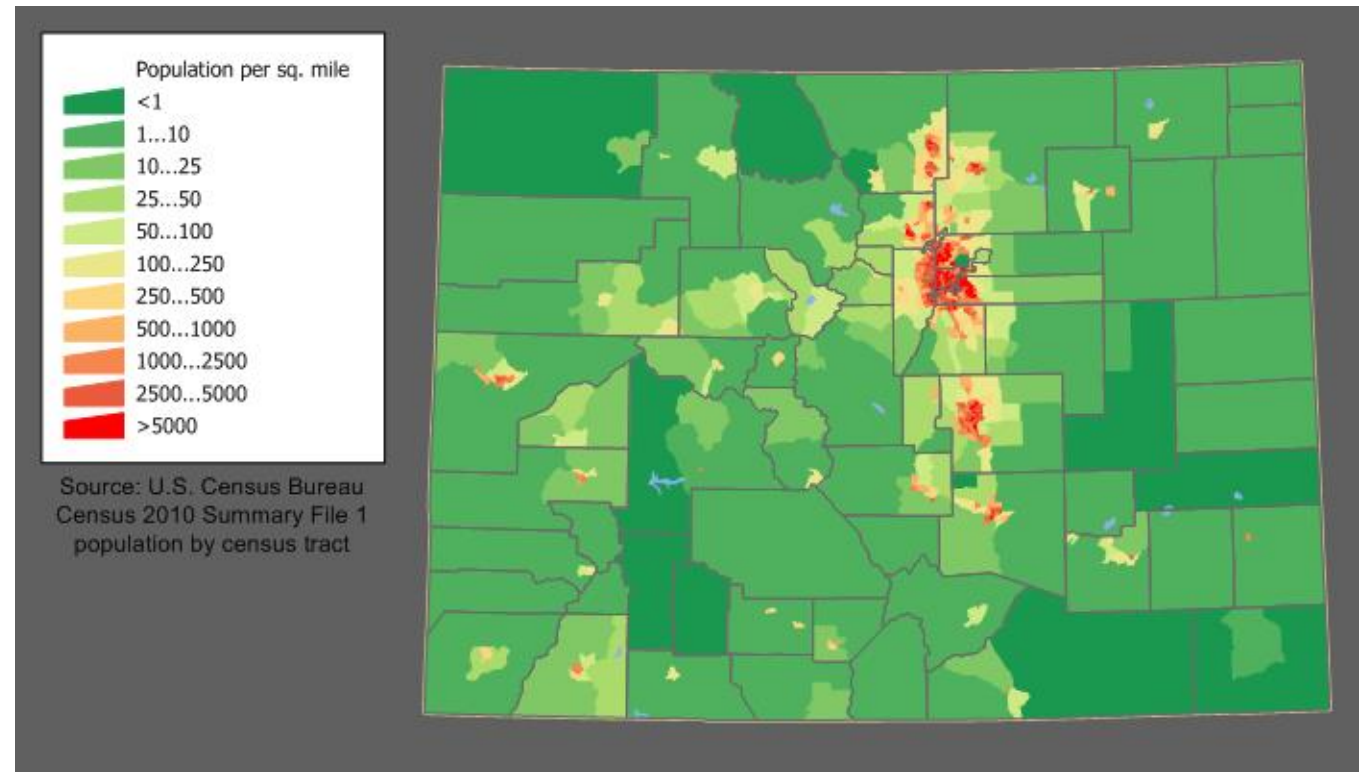 Population per sq. mile
<1
1...10
10...25
25...50
50...100
100...250
250...500
500...1000
1000...2500
2500...5000
>5000
Source: U.S. Census Bureau
Census 2010 Summary File 1
population by census tract